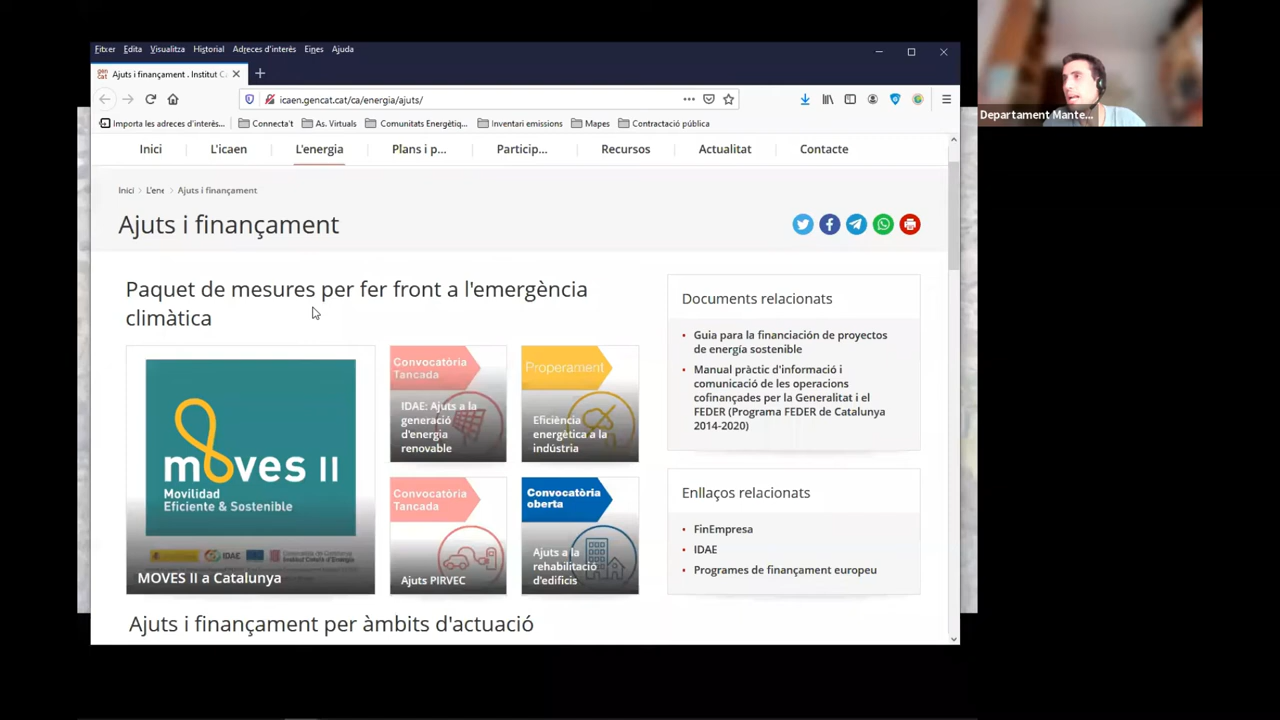 Fitxer Edita Visualitza Historial Adreces d'interès Eines Ajuda
Ajuts i finançament . Institut C
icaen.gencat.cat/ca/energia/ajuts/
Importa les adreces d'interès... Connecta't As. Virtuals Comunitats Energètiq... Inventari emissions Mapes Contractació pública
Inici L'icaen L'energia Plans i p... Particip... Recursos Actualitat Contacte
Inici > L'ene > Ajuts i finançament
Ajuts i finançament
Paquet de mesures per fer front a l'emergència
climàtica
moves II
Movilidad
Eficiente & Sostenible
IDAE
MOVES II a Catalunya
Convocatòria
Tancada
IDAE: Ajuts a la
generació
d'energia
renovable
Properament
Eficiència
energètica a la
indústria
Convocatòria
Tancada
Ajuts PIRVEC
Convocatòria
oberta
Ajuts a la
rehabilitació
d'edificis
Ajuts i finançament per àmbits d'actuació
Documents relacionats
• Guia para la financiación de proyectos
de energía sostenible
• Manual pràctic d'informació i
comunicació de les operacions
cofinançades per la Generalitat i el
FEDER (Programa FEDER de Catalunya
2014-2020)
Enllaços relacionats
• FinEmpresa
• IDAE
• Programes de finançament europeu
Departament Mante...